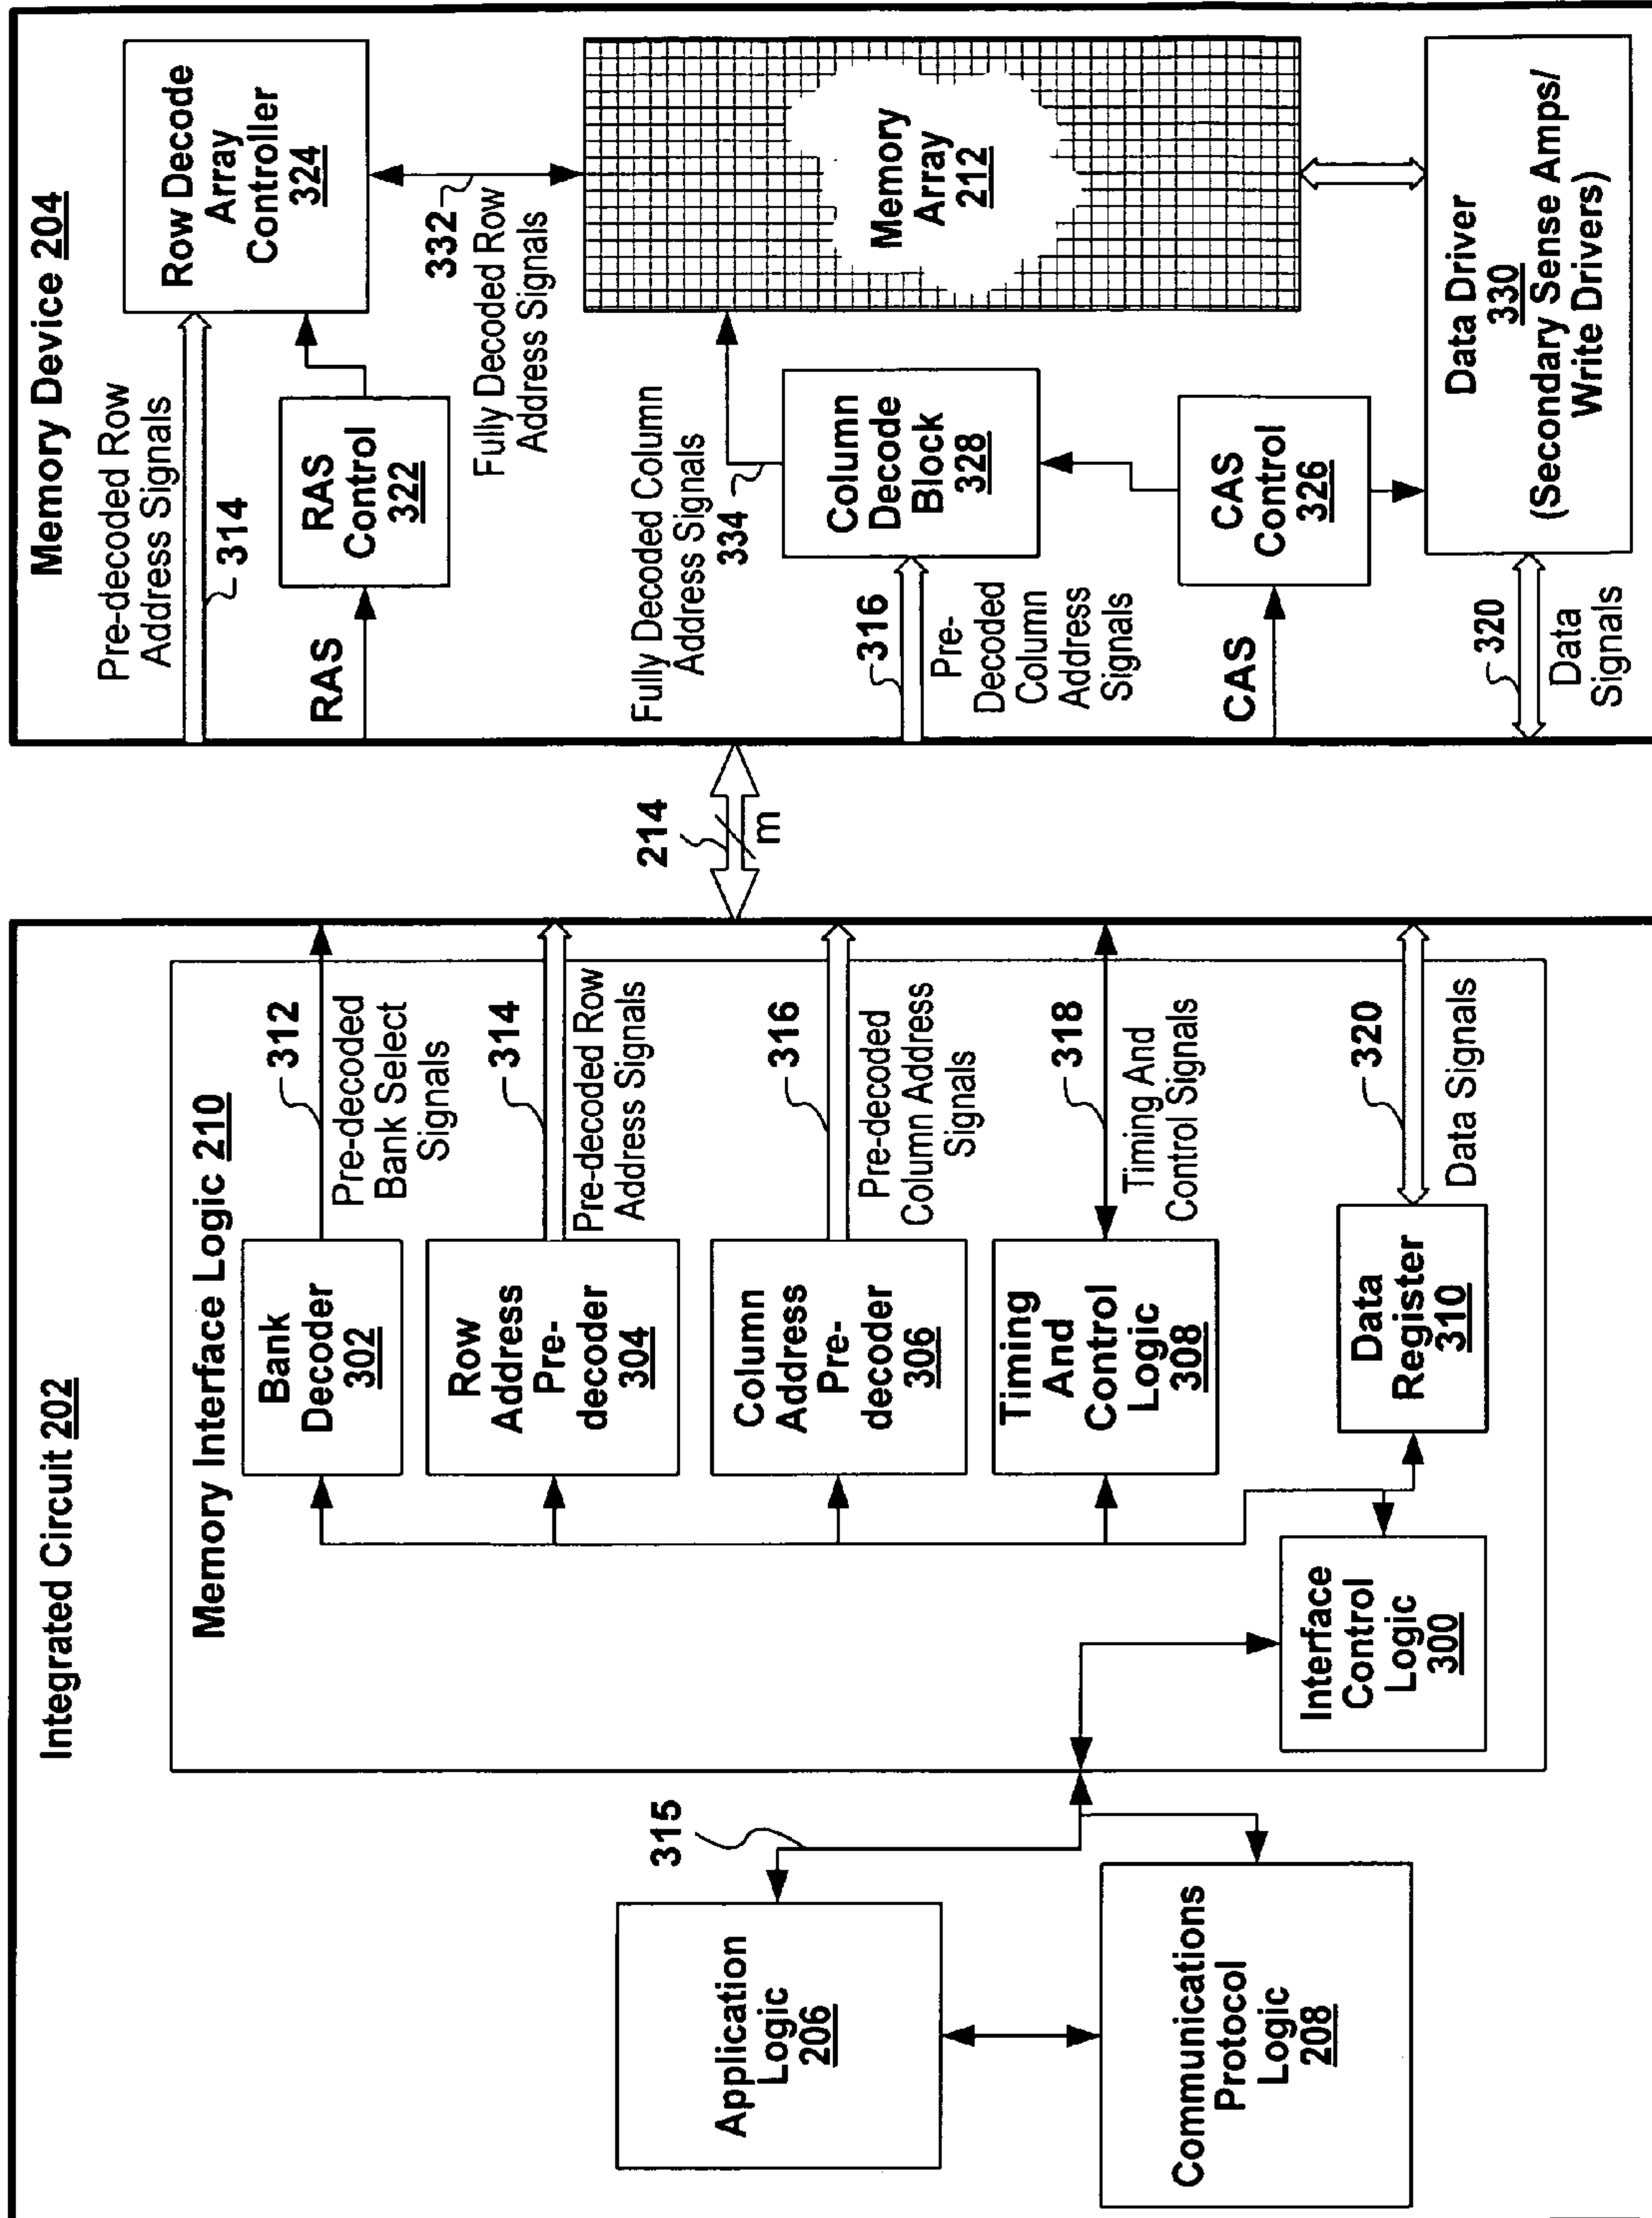 Integrated Circuit 202
Memory Interface Logic 210
Application
Logic
206
Communications
Protocol
Logic
208
315
Interface
Control
Logic
300
Bank
Decoder
302
Row
Address
Pre-
decoder
304
Column
Address
Pre-
decoder
306
Timing
And
Control
Logic
308
Data
Register
310
312
Pre-decoded
Bank Select
Signals
314
Pre-decoded Row
Address Signals
316
Pre-decoded
Column Address
Signals
318
Timing And
Control Signals
320
Data Signals
214
m
Memory Device 204
Pre-decoded Row
Address Signals
314
RAS
RAS
Control
322
Row Decode
Array
Controller
324
332
Fully Decoded Row
Address Signals
Fully Decoded Column
Address Signals
334
316
Pre-
Decoded
Column
Address
Signals
Column
Decode
Block
328
Memory
Array
212
CAS
CAS
Control
326
320
Data
Signals
Data Driver
330
(Secondary Sense Amps/
Write Drivers)